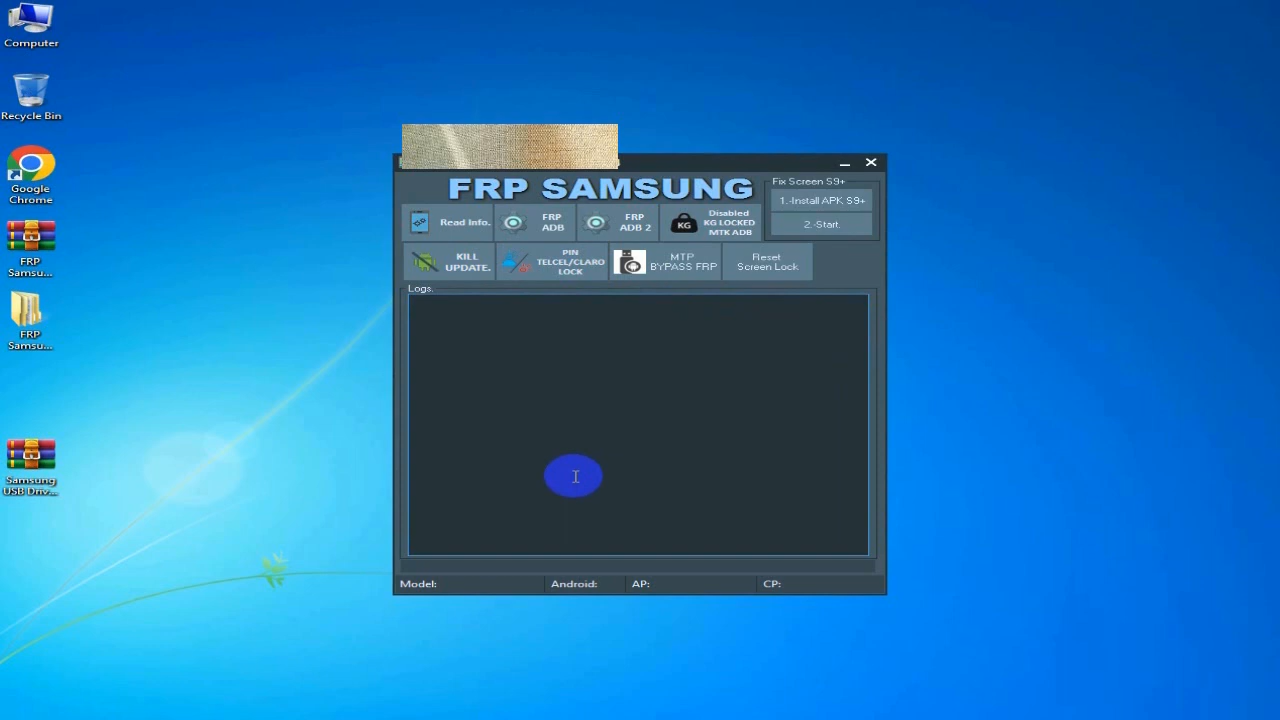 Computer
Recycle Bin
Google
Chrome
FRP
Samsu...
FRP
Samsu...
Samsung
USB Driv...
FRP SAMSUNG
Fix Screen S9+
1.-Install APK S9+
2.-Start.
Read Info.
FRP
ADB
FRP
ADB 2
KG
Disabled
KG LOCKED
MTK ADB
KILL
UPDATE.
PIN
TELCEL/CLARO
LOCK
MTP
BYPASS FRP
Reset
Screen Lock
Logs.
Model:
Android:
AP:
CP: